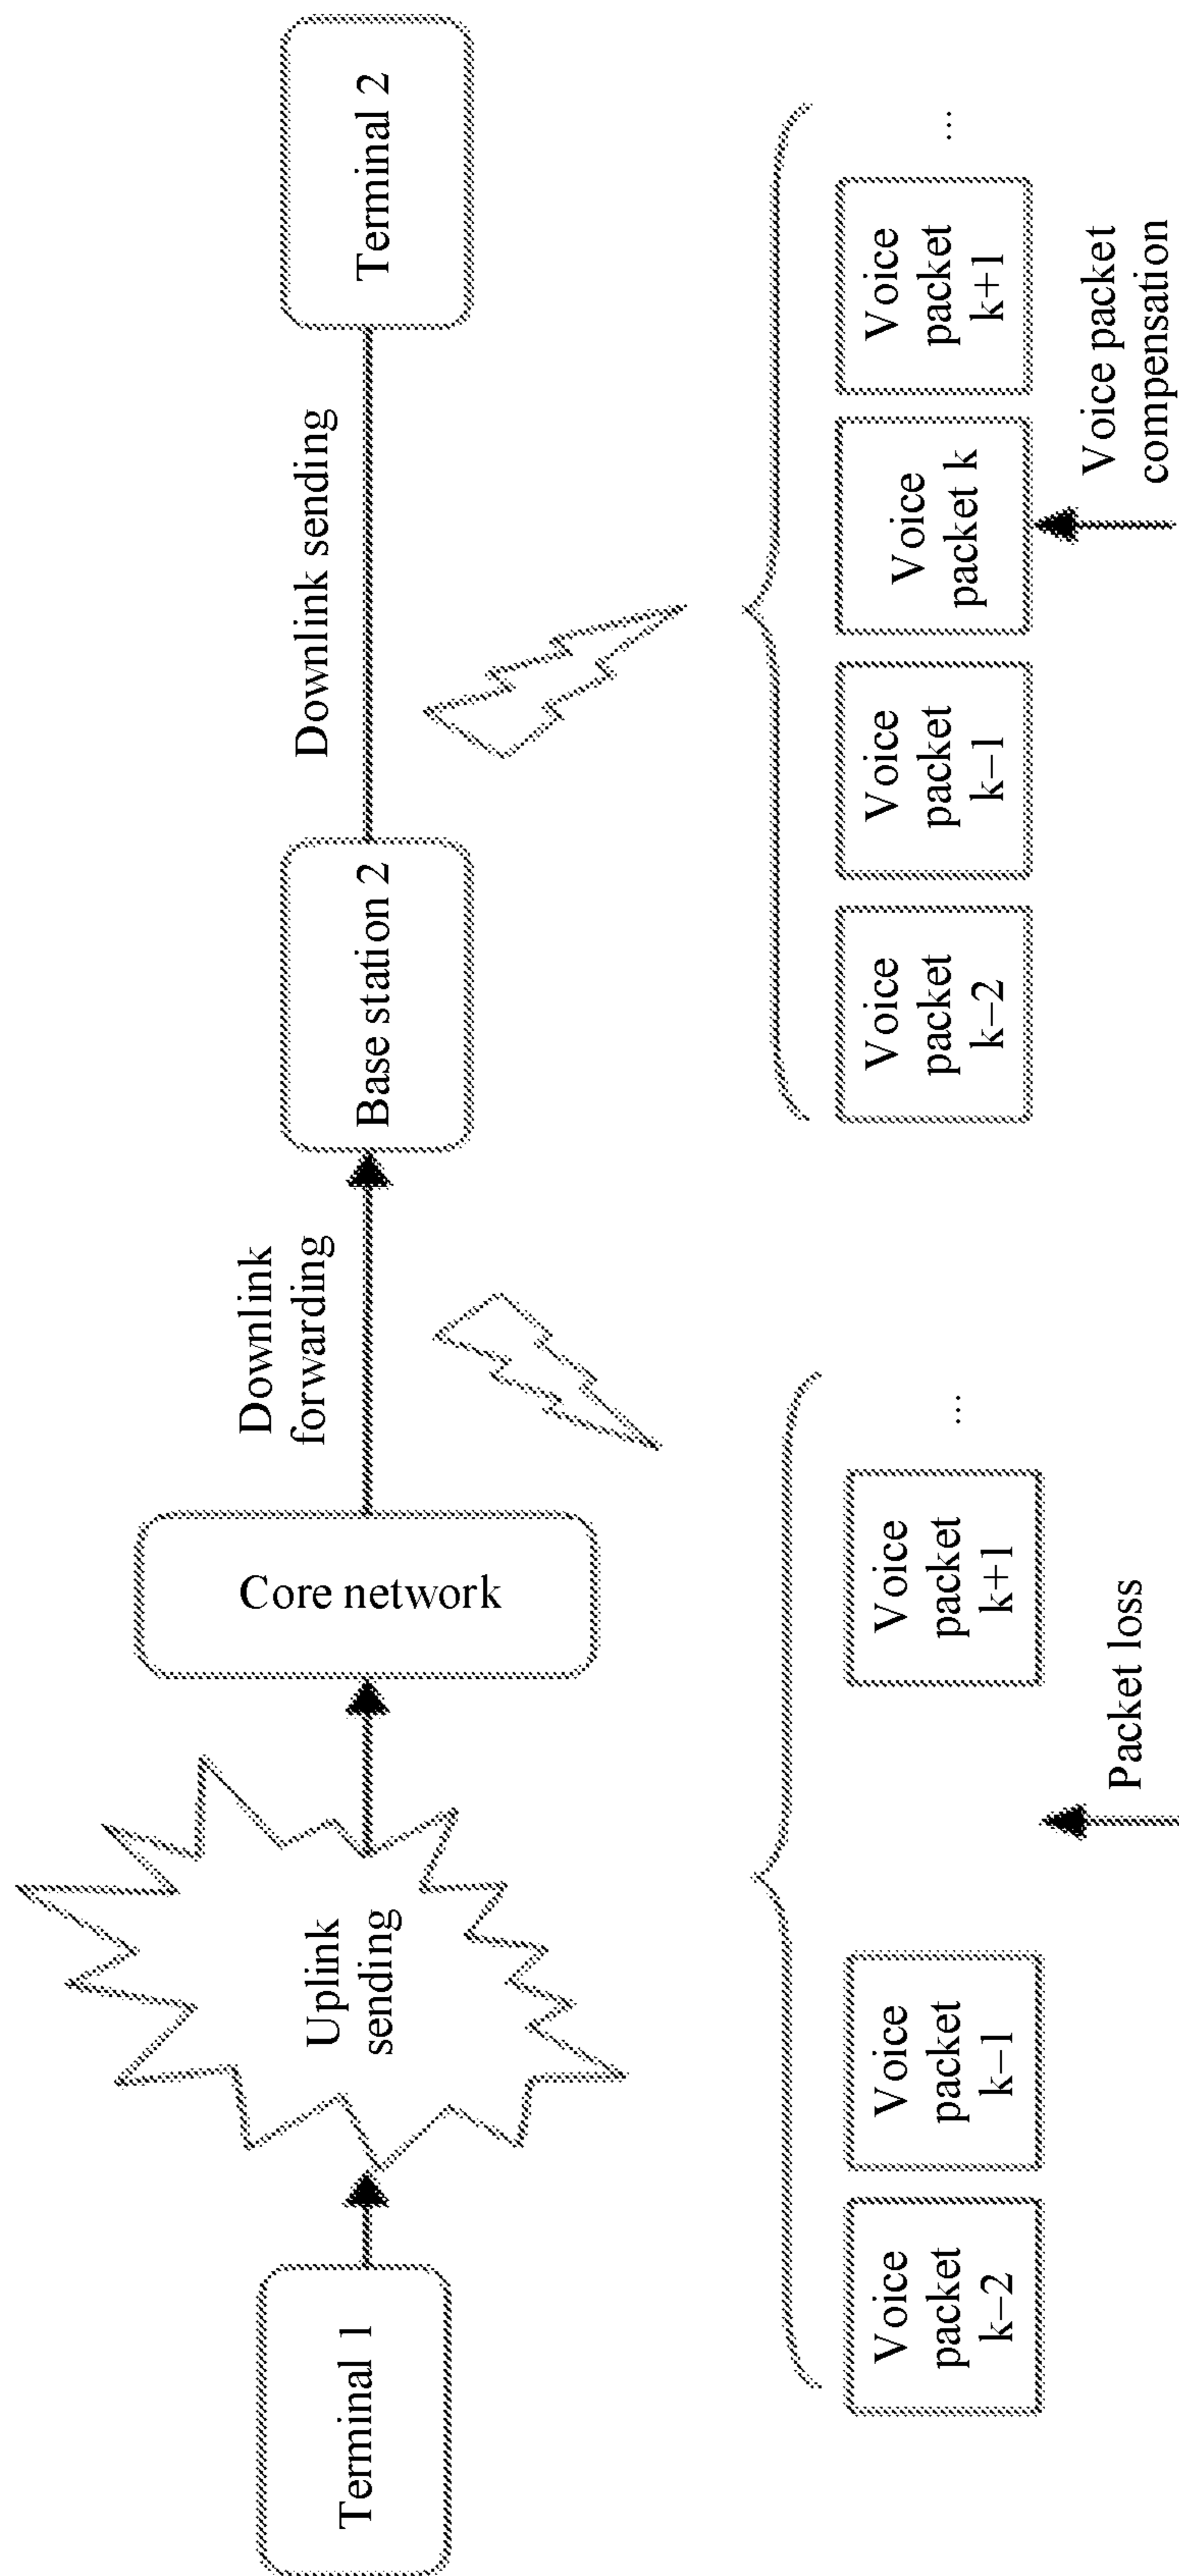 Terminal 1
Uplink
sending
Core network
Downlink
forwarding
Base station 2
Downlink sending
Terminal 2
Voice
packet
k−2
Voice
packet
k−1
Packet loss
Voice
packet
k+1
...
Voice
packet
k−2
Voice
packet
k−1
Voice
packet k
Voice packet
compensation
Voice
packet
k+1
...